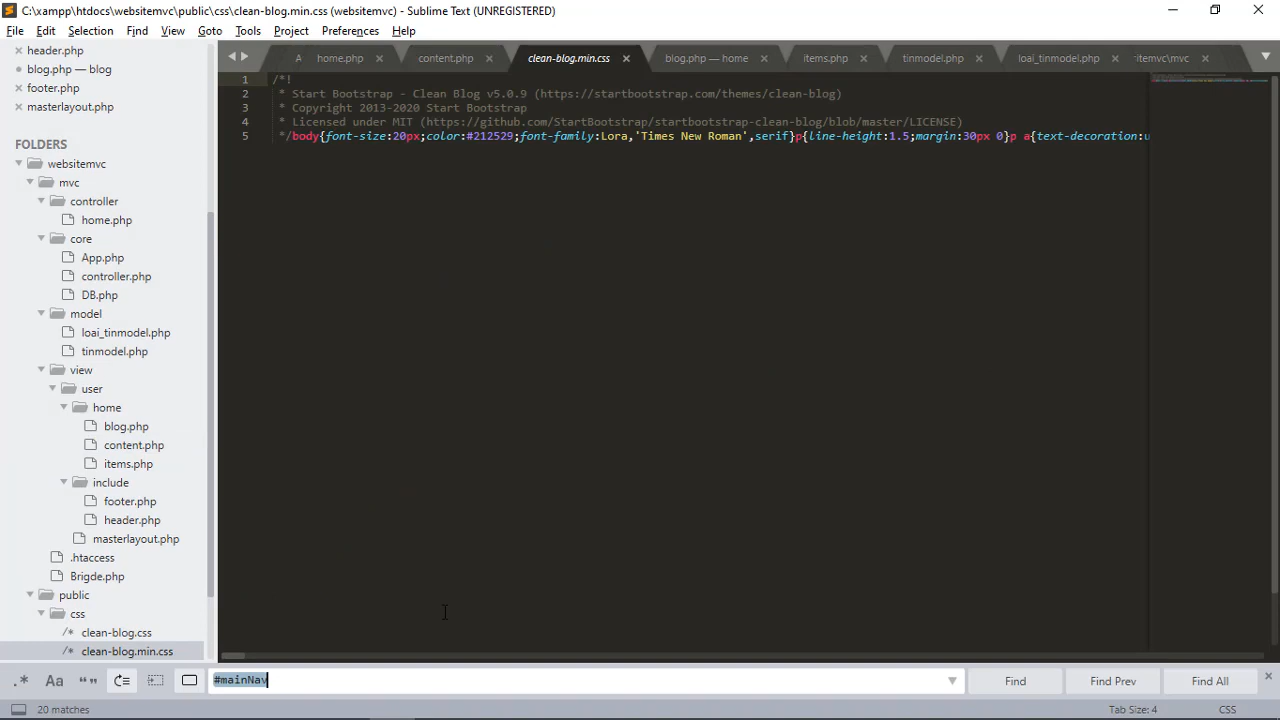 C:\xampp\htdocs\websitemvc\public\css\clean-blog.min.css (websitemvc) - Sublime Text (UNREGISTERED)
File Edit Selection Find View Goto Tools Project Preferences Help
header.php
blog.php — blog
footer.php
masterlayout.php
FOLDERS
websitemvc
mvc
controller
home.php
core
App.php
controller.php
DB.php
model
loai_tinmodel.php
tinmodel.php
view
user
home
blog.php
content.php
items.php
include
footer.php
header.php
masterlayout.php
.htaccess
Brigde.php
public
css
/* clean-blog.css
/* clean-blog.min.css
A home.php content.php clean-blog.min.css blog.php — home items.php tinmodel.php loai_tinmodel.php itemvc\mvc
1 /*!
2 * Start Bootstrap - Clean Blog v5.0.9 (https://startbootstrap.com/themes/clean-blog)
3 * Copyright 2013-2020 Start Bootstrap
4 * Licensed under MIT (https://github.com/StartBootstrap/startbootstrap-clean-blog/blob/master/LICENSE)
5 */body{font-size:20px;color:#212529;font-family:Lora,'Times New Roman',serif}p{line-height:1.5;margin:30px 0}p a{text-decoration:u
.* Aa “” #mainNav Find Find Prev Find All
20 matches Tab Size: 4 CSS